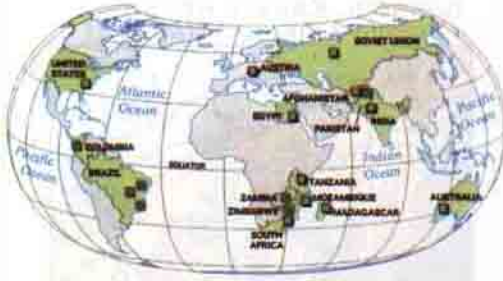 SOVIET UNION
UNITED
STATES
AUSTRIA
Atlantic
Ocean
AFGHANISTAN
Pacific
Ocean
EGYPT
PAKISTAN
INDIA
COLOMBIA
Pacific
Ocean
EQUATOR
Indian
Ocean
BRAZIL
TANZANIA
ZAMBIA
MOZAMBIQUE
ZIMBABWE
MADAGASCAR
AUSTRALIA
SOUTH
AFRICA